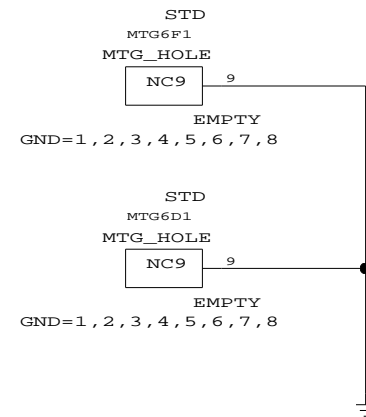 STD
MTG6F1
MTG_HOLE
NC9 9
EMPTY
GND=1,2,3,4,5,6,7,8
STD
MTG6D1
MTG_HOLE
NC9 9
EMPTY
GND=1,2,3,4,5,6,7,8